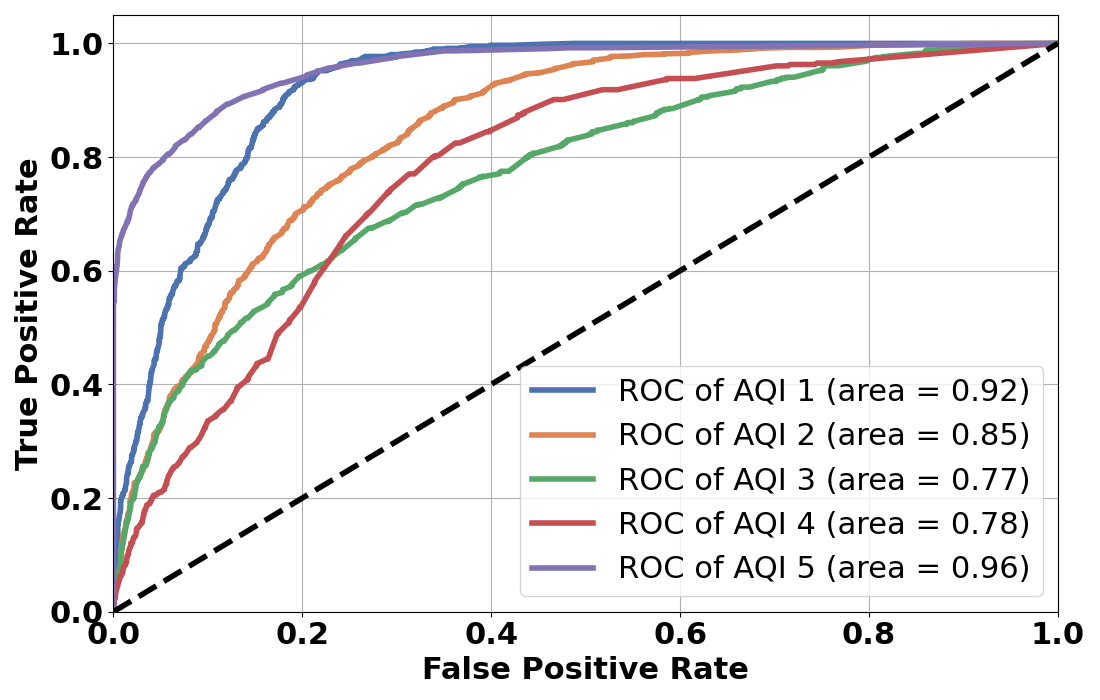 1.0
0.8
0.6
0.4
0.2
0.0
True Positive Rate
ROC of AQI 1 (area = 0.92)
ROC of AQI 2 (area = 0.85)
ROC of AQI 3 (area = 0.77)
ROC of AQI 4 (area = 0.78)
ROC of AQI 5 (area = 0.96)
0.0 0.2 0.4 0.6 0.8 1.0
False Positive Rate